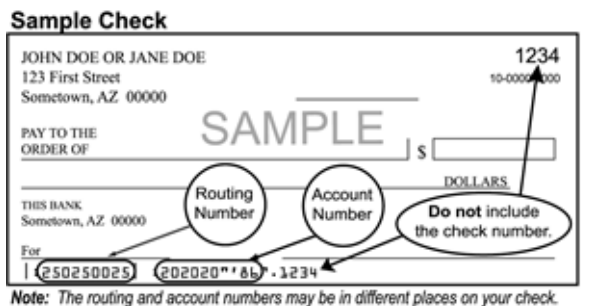 Sample Check
JOHN DOE OR JANE DOE
1234
123 First Street
Sometown, AZ 00000
SAMPLE
PAY TO THE
ORDER OF
$
DOLLARS
THIS BANK
Sometown, AZ 00000
Routing
Number
Account
Number
Do not include
the check number.
For
250250025
202020"'86".1234
Note: The routing and account numbers may be in different places on your check.